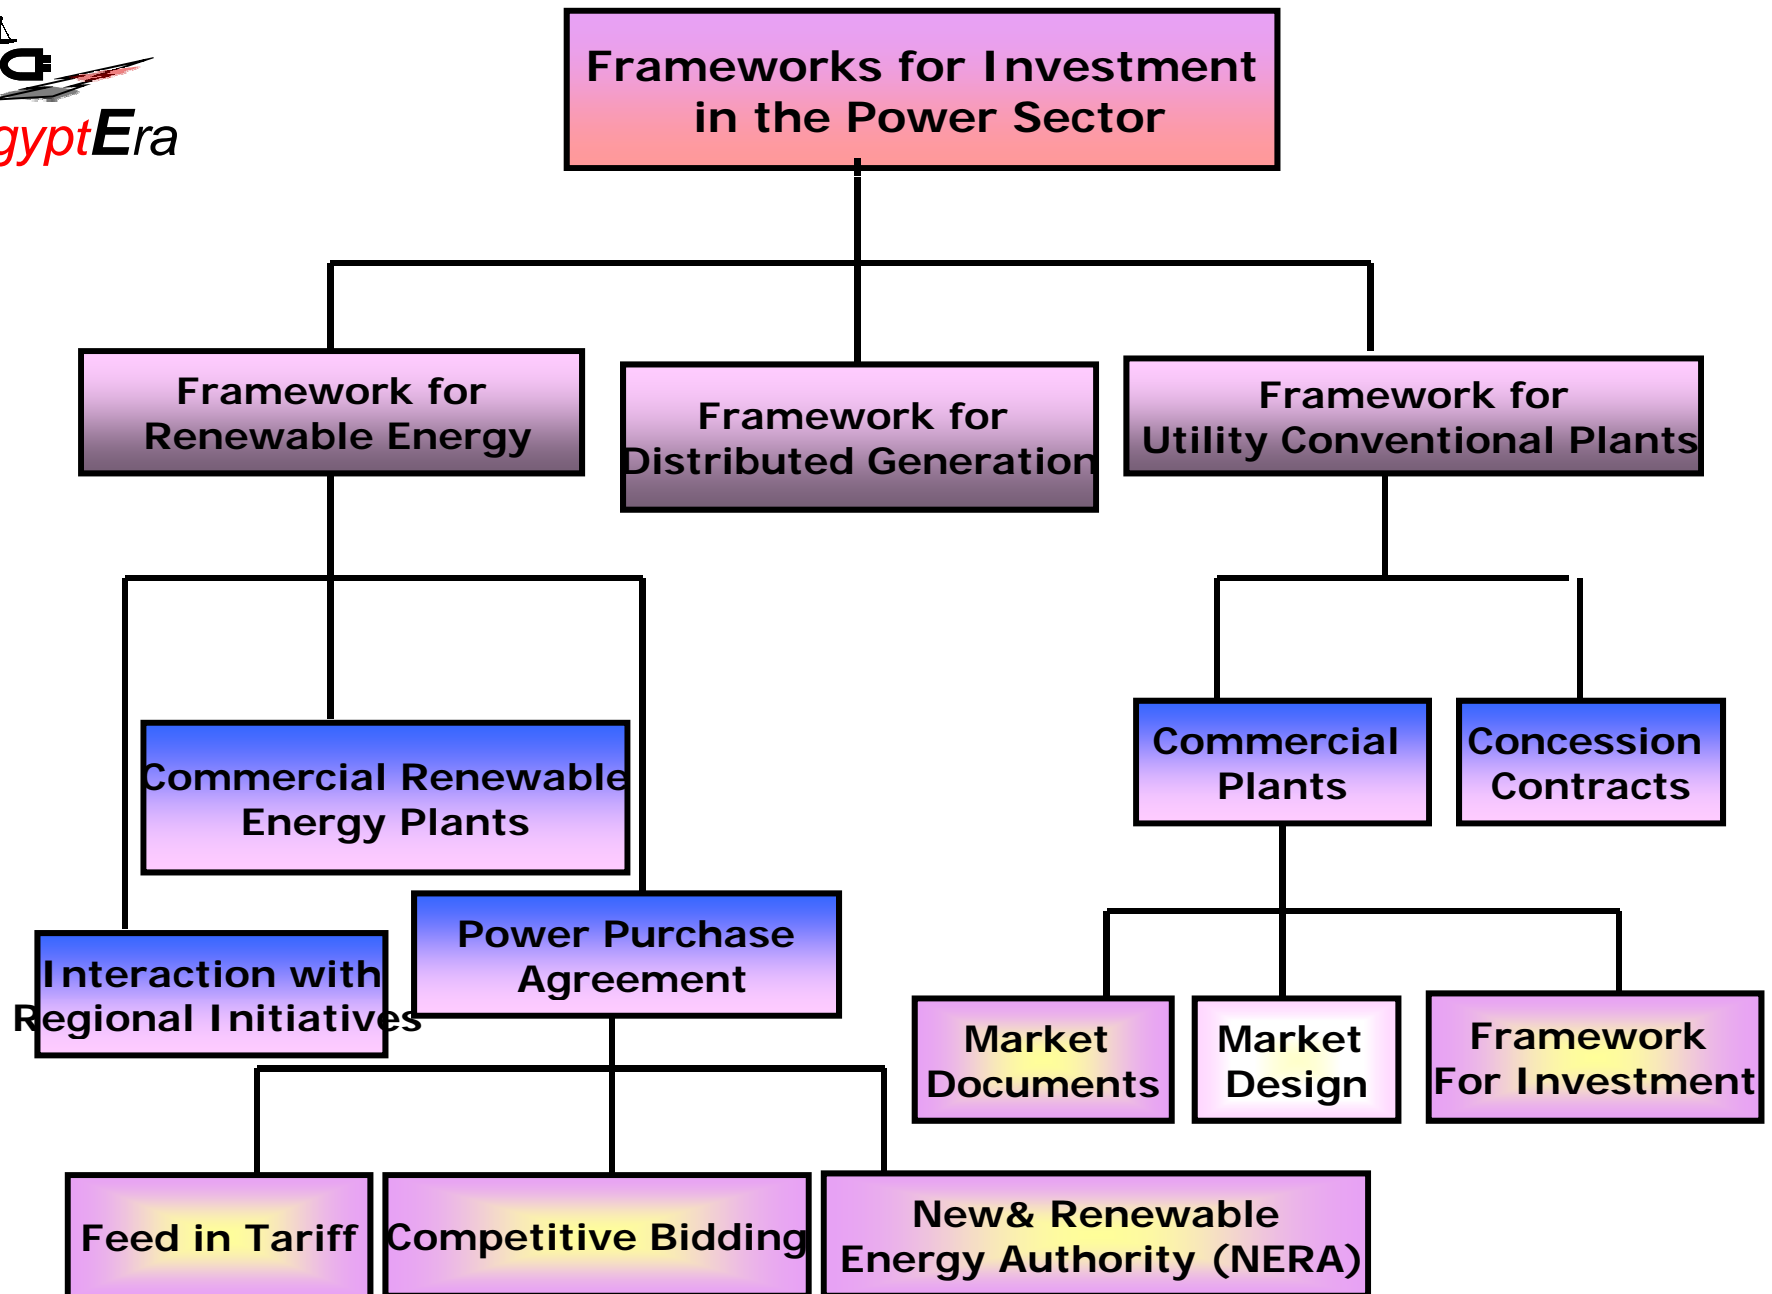 gyptEra
Frameworks for Investment
in the Power Sector
Framework for
Renewable Energy
Framework for
Distributed Generation
Framework for
Utility Conventional Plants
Commercial Renewable
Energy Plants
Commercial
Plants
Concession
Contracts
Interaction with
Regional Initiatives
Power Purchase
Agreement
Market
Documents
Market
Design
Framework
For Investment
Feed in Tariff
Competitive Bidding
New& Renewable
Energy Authority (NERA)